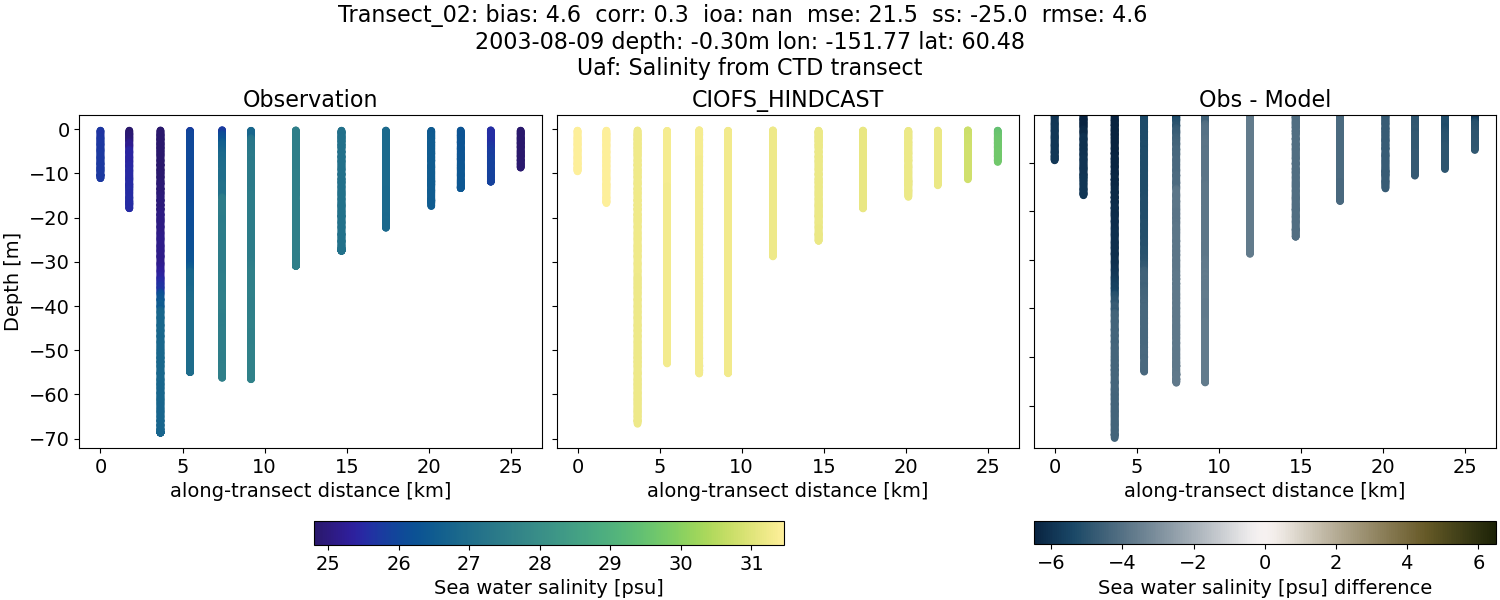 Transect_02: bias: 4.6  corr: 0.3  ioa: nan  mse: 21.5  ss: -25.0  rmse: 4.6
2003-08-09 depth: -0.30m lon: -151.77 lat: 60.48
Uaf: Salinity from CTD transect
Observation
CIOFS_HINDCAST
Obs - Model
Depth [m]
0
−10
−20
−30
−40
−50
−60
−70
0 5 10 15 20 25
0 5 10 15 20 25
0 5 10 15 20 25
along-transect distance [km]
along-transect distance [km]
along-transect distance [km]
25 26 27 28 29 30 31
Sea water salinity [psu]
−6 −4 −2 0 2 4 6
Sea water salinity [psu] difference